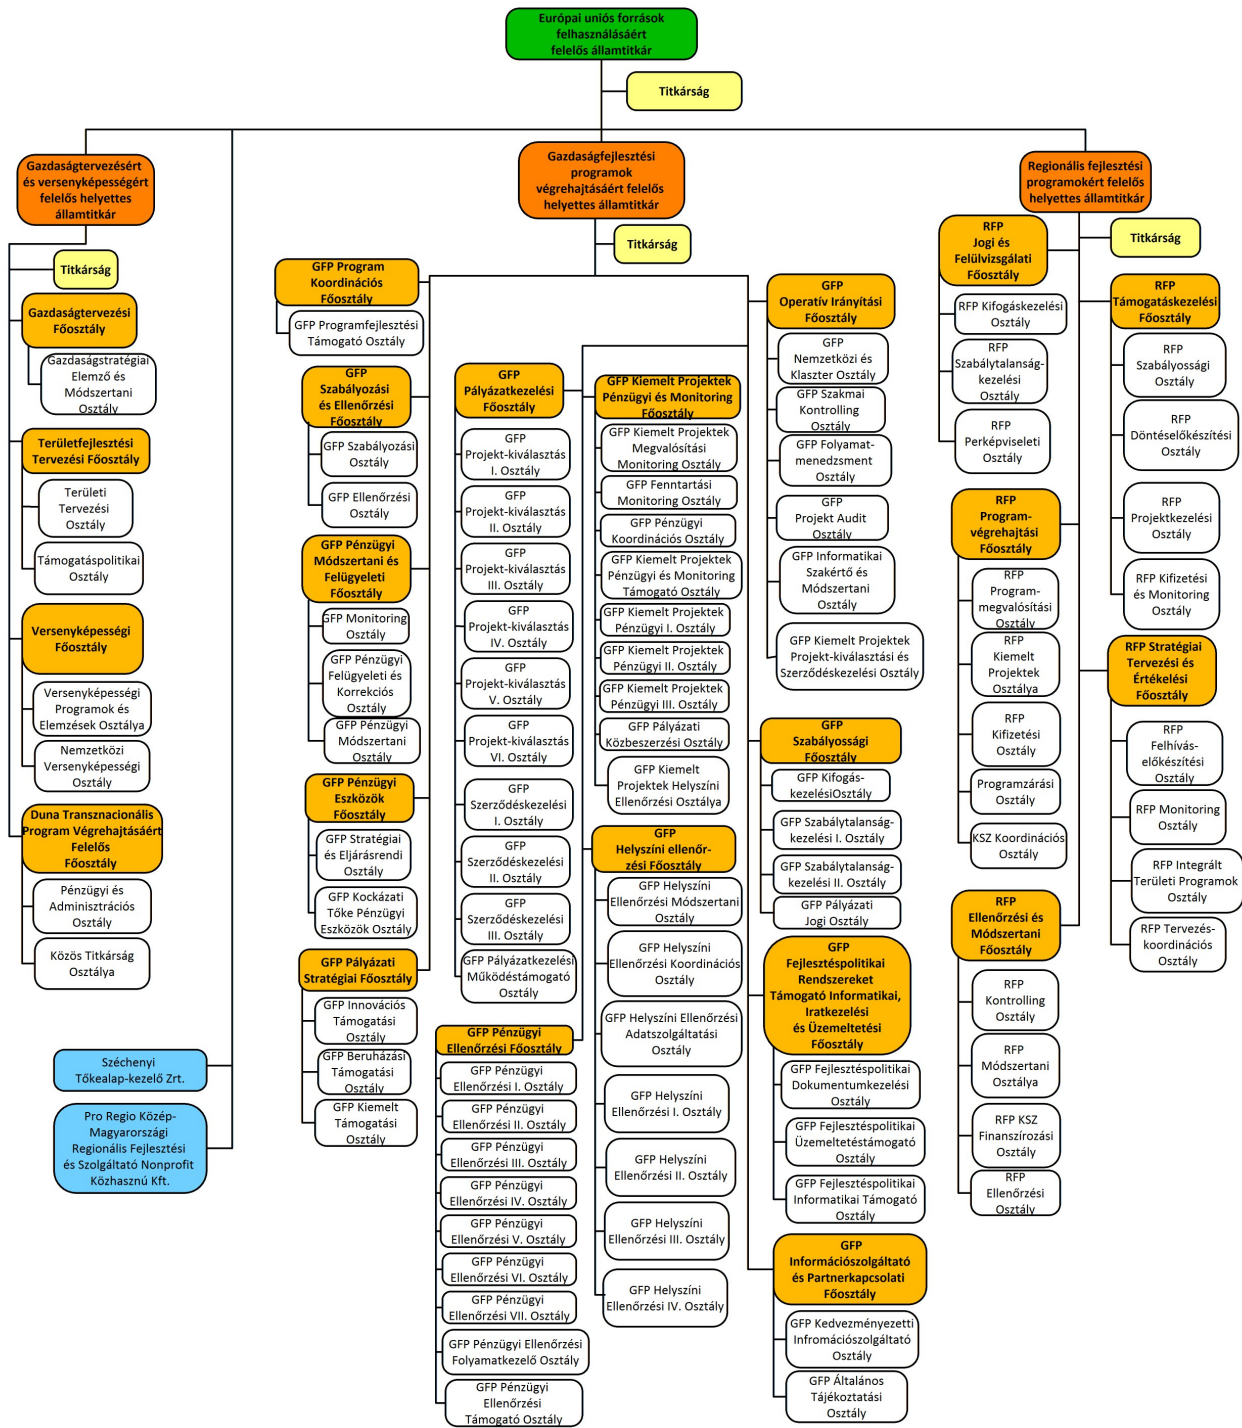 Európai uniós források
felhasználásáért
felelős államtitkár
Titkárság
Gazdaságtervezésért
és versenyképességért
felelős helyettes
államtitkár
Titkárság
Gazdaságtervezési
Főosztály
Gazdaságstratégiai
Elemző és
Módszertani
Osztály
Területfejlesztési
Tervezési Főosztály
Területi
Tervezési
Osztály
Támogatáspolitikai
Osztály
Versenyképességi
Főosztály
Versenyképességi
Programok és
Elemzések Osztálya
Nemzetközi
Versenyképességi
Osztály
Duna Transznacionális
Program Végrehajtásáért
Felelős
Főosztály
Pénzügyi és
Adminisztrációs
Osztály
Közös Titkárság
Osztálya
Széchenyi
Tőkealap-kezelő Zrt.
Pro Regio Közép-
Magyarországi
Regionális Fejlesztési
és Szolgáltató Nonprofit
Közhasznú Kft.
Gazdaságfejlesztési
programok
végrehajtásáért felelős
helyettes államtitkár
Titkárság
GFP Program
Koordinációs
Főosztály
GFP Programfejlesztési
Támogató Osztály
GFP
Szabályozási
és Ellenőrzési
Főosztály
GFP Szabályozási
Osztály
GFP Ellenőrzési
Osztály
GFP Pénzügyi
Módszertani és
Felügyeleti
Főosztály
GFP Monitoring
Osztály
GFP Pénzügyi
Felügyeleti és
Korrekciós
Osztály
GFP Pénzügyi
Módszertani
Osztály
GFP Pénzügyi
Eszközök
Főosztály
GFP Stratégiai
és Eljárásrendi
Osztály
GFP Kockázati
Tőke Pénzügyi
Eszközök Osztály
GFP Pályázati
Stratégiai Főosztály
GFP Innovációs
Támogatási
Osztály
GFP Beruházási
Támogatási
Osztály
GFP Kiemelt
Támogatási
Osztály
GFP
Pályázatkezelési
Főosztály
GFP
Projekt-kiválasztás
I. Osztály
GFP
Projekt-kiválasztás
II. Osztály
GFP
Projekt-kiválasztás
III. Osztály
GFP
Projekt-kiválasztás
IV. Osztály
GFP
Projekt-kiválasztás
V. Osztály
GFP
Projekt-kiválasztás
VI. Osztály
GFP
Szerződéskezelési
I. Osztály
GFP
Szerződéskezelési
II. Osztály
GFP
Szerződéskezelési
III. Osztály
GFP Pályázatkezelési
Működéstámogató
Osztály
GFP Pénzügyi
Ellenőrzési Főosztály
GFP Pénzügyi
Ellenőrzési I. Osztály
GFP Pénzügyi
Ellenőrzési II. Osztály
GFP Pénzügyi
Ellenőrzési III. Osztály
GFP Pénzügyi
Ellenőrzési IV. Osztály
GFP Pénzügyi
Ellenőrzési V. Osztály
GFP Pénzügyi
Ellenőrzési VI. Osztály
GFP Pénzügyi
Ellenőrzési VII. Osztály
GFP Pénzügyi Ellenőrzési
Folyamatkezelő Osztály
GFP Pénzügyi
Ellenőrzési
Támogató Osztály
GFP Kiemelt Projektek
Pénzügyi és Monitoring
Főosztály
GFP Kiemelt Projektek
Megvalósítási
Monitoring Osztály
GFP Fenntartási
Monitoring Osztály
GFP Pénzügyi
Koordinációs Osztály
GFP Kiemelt Projektek
Pénzügyi és Monitoring
Támogató Osztály
GFP Kiemelt Projektek
Pénzügyi I. Osztály
GFP Kiemelt Projektek
Pénzügyi II. Osztály
GFP Kiemelt Projektek
Pénzügyi III. Osztály
GFP Pályázati
Közbeszerzési Osztály
GFP Kiemelt
Projektek Helyszíni
Ellenőrzési Osztálya
GFP
Helyszíni ellenőr-
zési Főosztály
GFP Helyszíni
Ellenőrzési Módszertani
Osztály
GFP Helyszíni
Ellenőrzési Koordinációs
Osztály
GFP Helyszíni Ellenőrzési
Adatszolgáltatási
Osztály
GFP Helyszíni
Ellenőrzési I. Osztály
GFP Helyszíni
Ellenőrzési II. Osztály
GFP Helyszíni
Ellenőrzési III. Osztály
GFP Helyszíni
Ellenőrzési IV. Osztály
GFP
Operatív Irányítási
Főosztály
GFP
Nemzetközi és
Klaszter Osztály
GFP Szakmai
Kontrolling
Osztály
GFP Folyamat-
menedzsment
Osztály
GFP
Projekt Audit
Osztály
GFP Informatikai
Szakértő és
Módszertani
Osztály
GFP Kiemelt Projektek
Projekt-kiválasztási és
Szerződéskezelési Osztály
GFP
Szabályossági
Főosztály
GFP Kifogás-
kezelésiOsztály
GFP Szabálytalanság-
kezelési I. Osztály
GFP Szabálytalanság-
kezelési II. Osztály
GFP Pályázati
Jogi Osztály
GFP
Fejlesztéspolitikai
Rendszereket
Támogató Informatikai,
Iratkezelési
és Üzemeltetési
Főosztály
GFP Fejlesztéspolitikai
Dokumentumkezelési
Osztály
GFP Fejlesztéspolitikai
Üzemeltetéstámogató
Osztály
GFP Fejlesztéspolitikai
Informatikai Támogató
Osztály
GFP
Információszolgáltató
és Partnerkapcsolati
Főosztály
GFP Kedvezményezetti
Infromációszolgáltató
Osztály
GFP Általános
Tájékoztatási
Osztály
Regionális fejlesztési
programokért felelős
helyettes államtitkár
Titkárság
RFP
Jogi és
Felülvizsgálati
Főosztály
RFP Kifogáskezelési
Osztály
RFP
Szabálytalanság-
kezelési
Osztály
RFP
Perképviseleti
Osztály
RFP
Program-
végrehajtási
Főosztály
RFP
Program-
megvalósítási
Osztály
RFP
Kiemelt
Projektek
Osztálya
RFP
Kifizetési
Osztály
Programzárási
Osztály
KSZ Koordinációs
Osztály
RFP
Ellenőrzési és
Módszertani
Főosztály
RFP
Kontrolling
Osztály
RFP
Módszertani
Osztálya
RFP KSZ
Finanszírozási
Osztály
RFP
Ellenőrzési
Osztály
RFP
Támogatáskezelési
Főosztály
RFP
Szabályossági
Osztály
RFP
Döntéselőkészítési
Osztály
RFP
Projektkezelési
Osztály
RFP Kifizetési
és Monitoring
Osztály
RFP Stratégiai
Tervezési és
Értékelési
Főosztály
RFP
Felhívás-
előkészítési
Osztály
RFP Monitoring
Osztály
RFP Integrált
Területi Programok
Osztály
RFP Tervezés-
koordinációs
Osztály